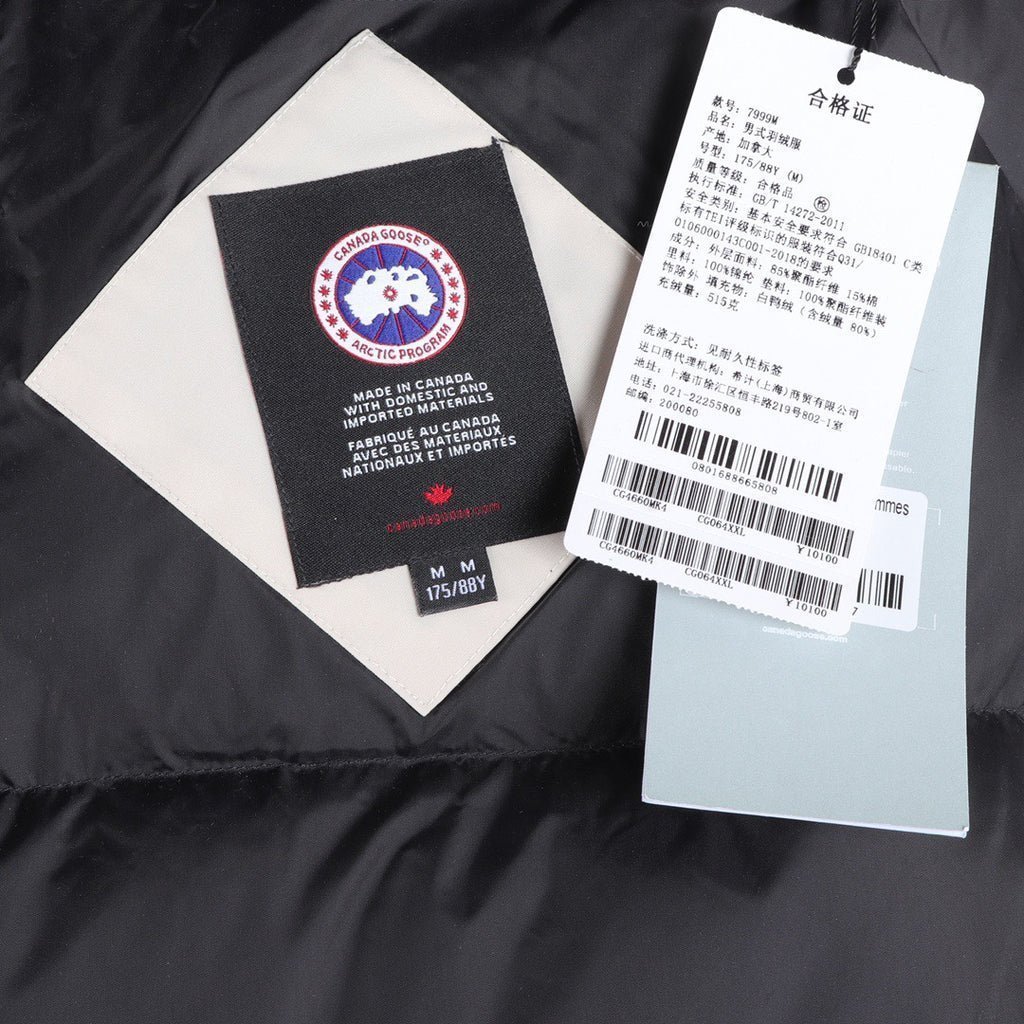 CANADA GOOSE®
ARCTIC PROGRAM
MADE IN CANADA
WITH DOMESTIC AND
IMPORTED MATERIALS
FABRIQUÉ AU CANADA
AVEC DES MATERIAUX
NATIONAUX ET IMPORTÉS
canadagoose.com
M M
175/88Y
合格证
款号: 7999M
品名: 男式羽绒服
产地: 加拿大
号型: 175/88Y (M)
质量等级: 合格品
执行标准: GB/T 14272-2011 检
安全类别: 基本安全要求符合 GB18401 C类
标有TEI评级标识的服装符合Q31/
0106000143C001-2018的要求
成分: 外层面料: 85%聚酯纤维 15%棉
里料: 100%锦纶 垫料: 100%聚酯纤维装
饰除外 填充物: 白鸭绒 (含绒量 80%)
充绒量: 515克
洗涤方式: 见耐久性标签
进口商代理机构: 希计(上海)商贸有限公司
地址: 上海市徐汇区恒丰路219号802-1室
电话: 021-22255808
邮编: 200080
0801688665808
CG4660MK4 CG064XXL Y10100
CG4660MK4 CG064XXL Y10100
apier
sable.
mmes
7
canadagoose.com